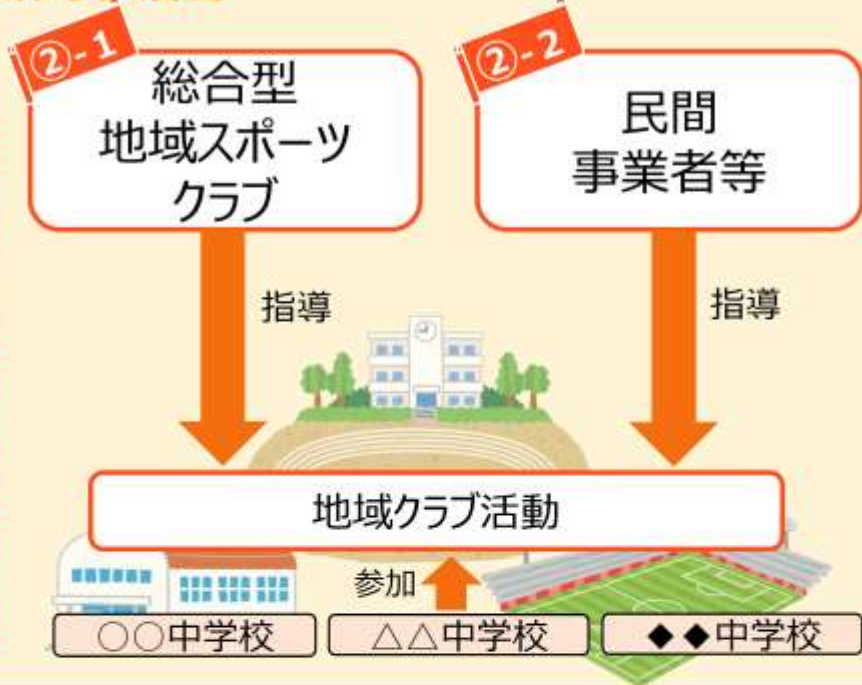 ②-1
総合型
地域スポーツ
クラブ
②-2
民間
事業者等
指導
指導
地域クラブ活動
参加
○○中学校
△△中学校
◆◆中学校